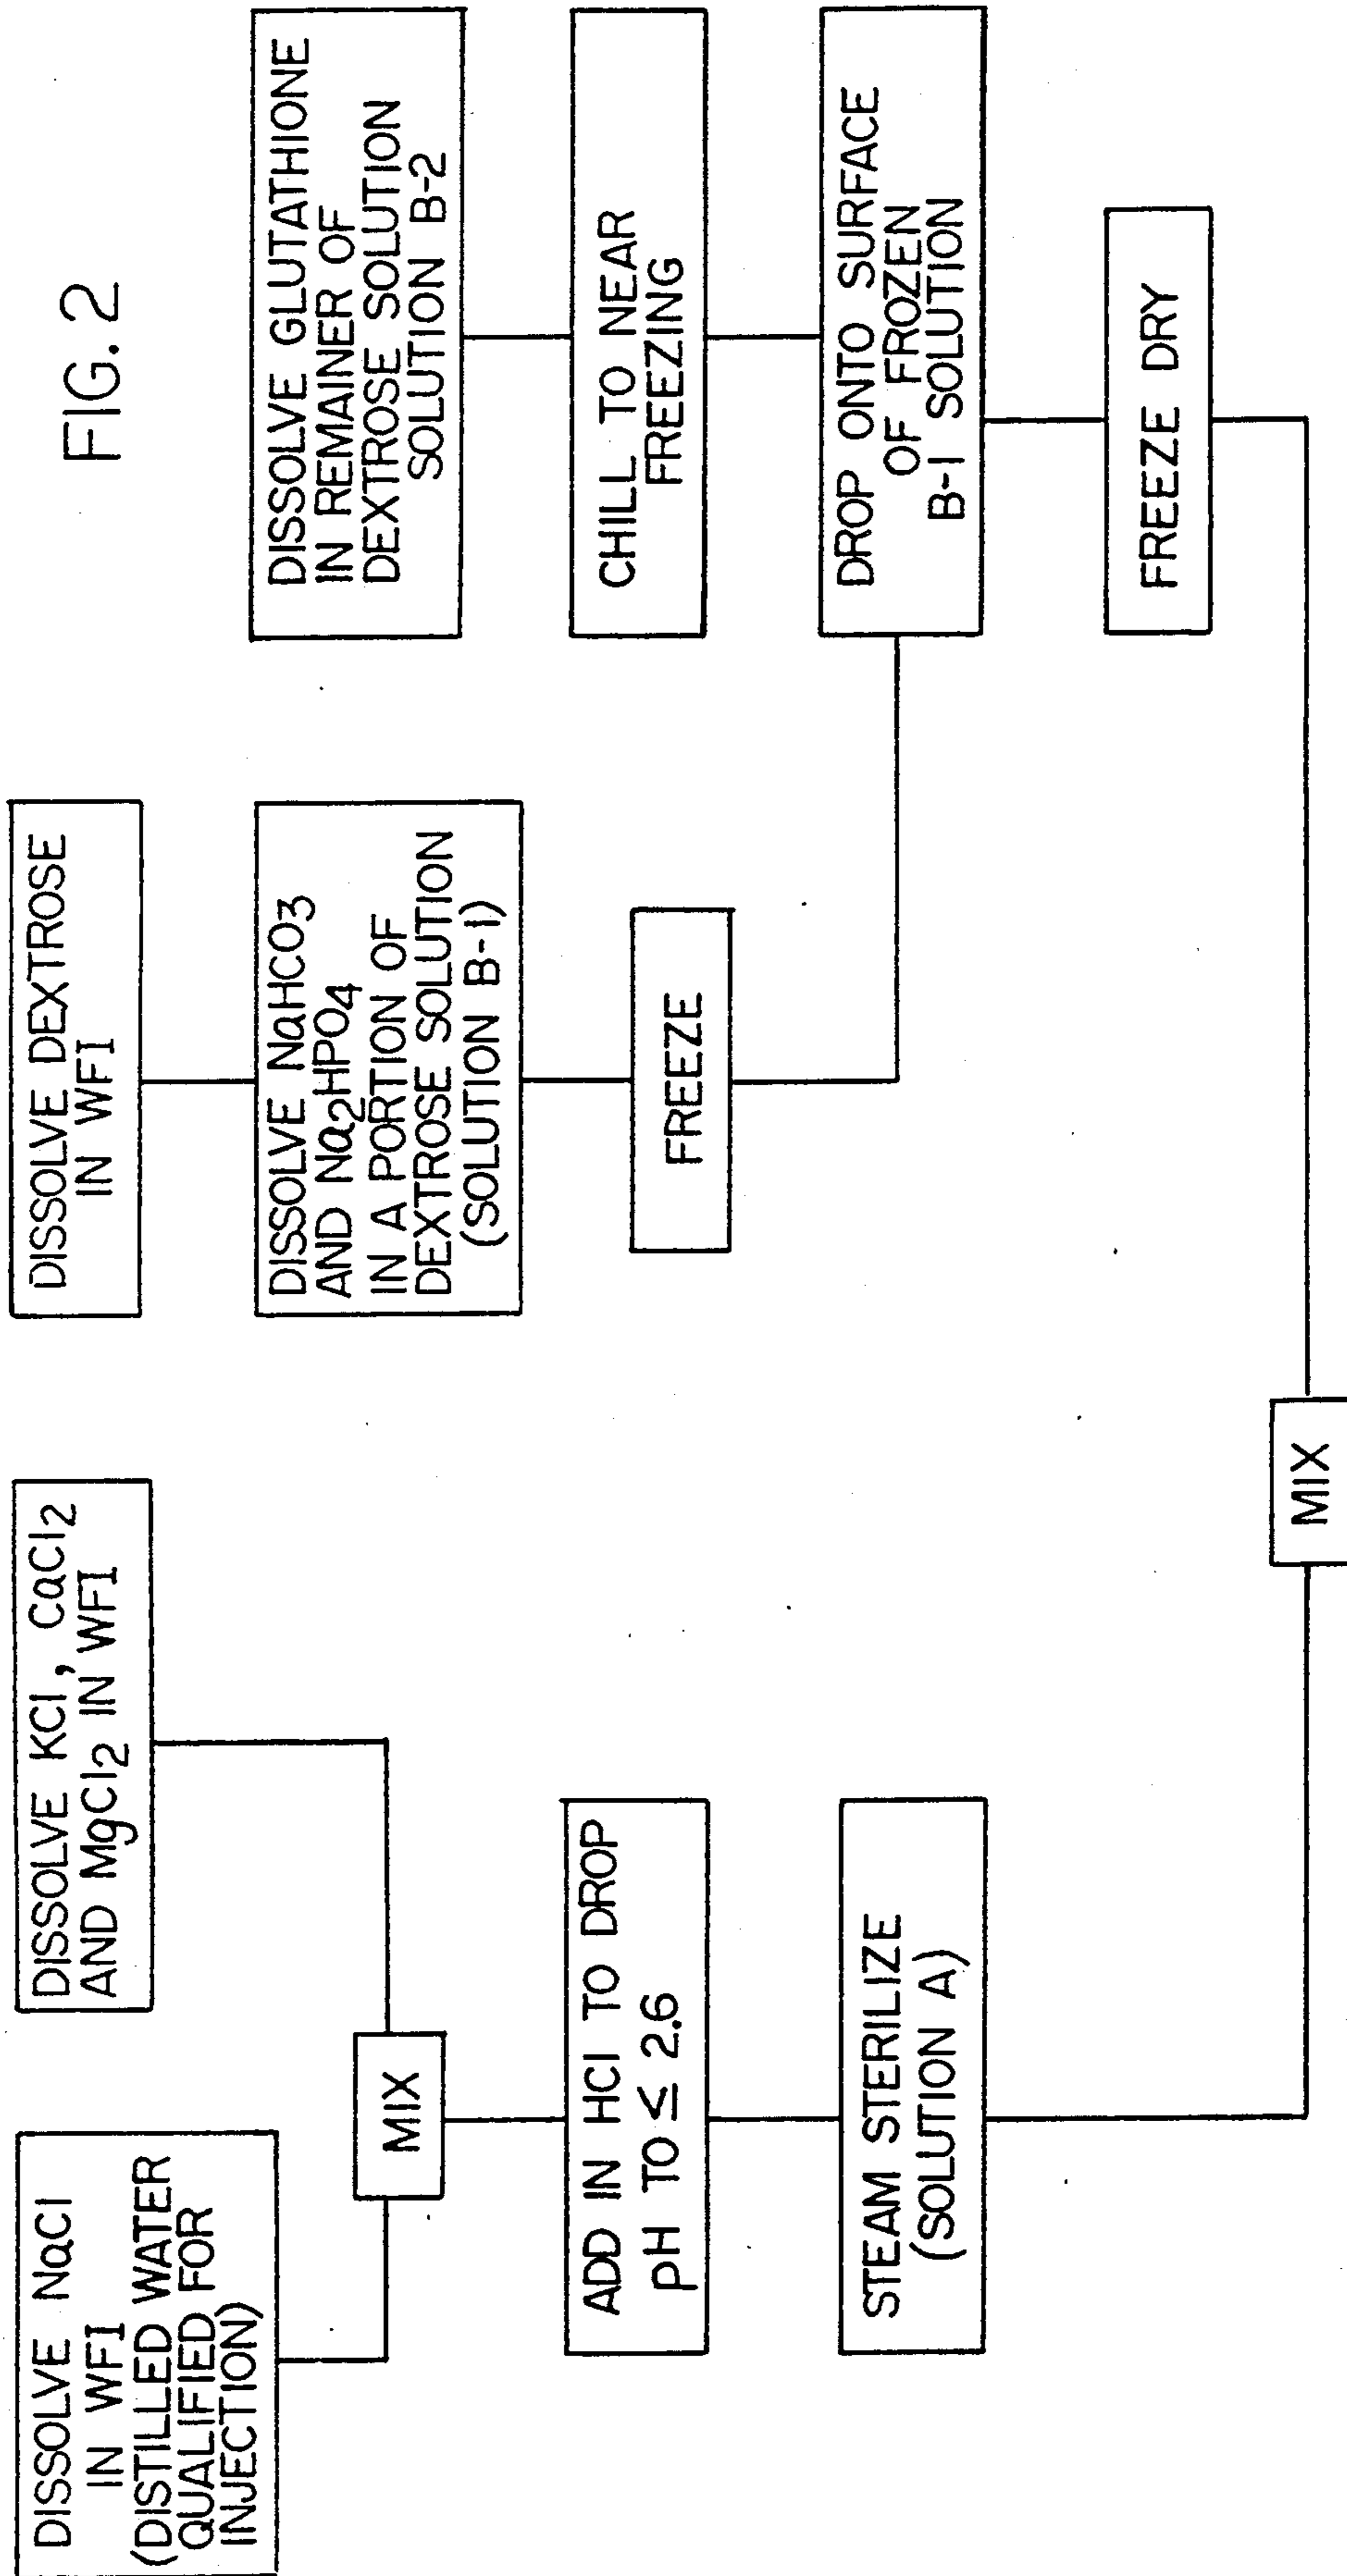 FIG. 2
DISSOLVE NaCl
IN WFI
(DISTILLED WATER
QUALIFIED FOR
INJECTION)
DISSOLVE KCl, CaCl2
AND MgCl2 IN WFI
MIX
ADD IN HCl TO DROP
pH TO ≤ 2.6
STEAM STERILIZE
(SOLUTION A)
DISSOLVE DEXTROSE
IN WFI
DISSOLVE NaHCO3
AND Na2HPO4
IN A PORTION OF
DEXTROSE SOLUTION
(SOLUTION B-1)
FREEZE
DISSOLVE GLUTATHIONE
IN REMAINER OF
DEXTROSE SOLUTION
SOLUTION B-2
CHILL TO NEAR
FREEZING
DROP ONTO SURFACE
OF FROZEN
B-1 SOLUTION
FREEZE DRY
MIX